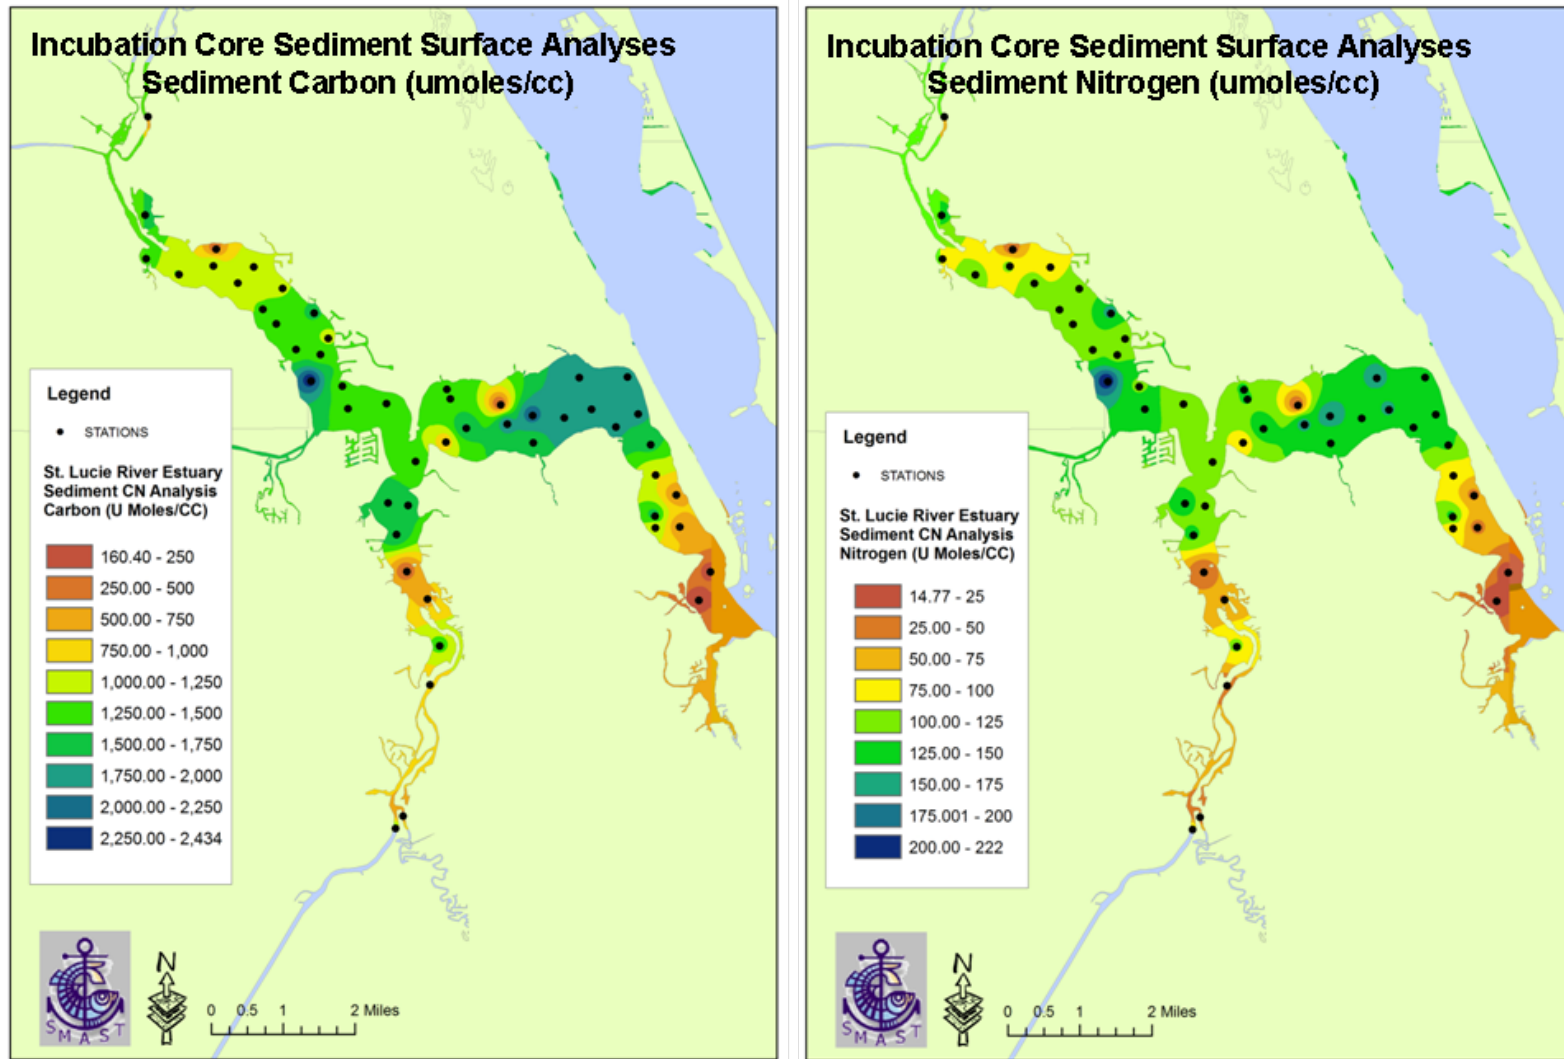 Incubation Core Sediment Surface Analyses
Sediment Carbon (umoles/cc)
Legend
STATIONS
St. Lucie River Estuary
Sediment CN Analysis
Carbon (U Moles/CC)
160.40 - 250
250.00 - 500
500.00 - 750
750.00 - 1,000
1,000.00 - 1,250
1,250.00 - 1,500
1,500.00 - 1,750
1,750.00 - 2,000
2,000.00 - 2,250
2,250.00 - 2,434
SMAST
N
0 0.5 1 2 Miles
Incubation Core Sediment Surface Analyses
Sediment Nitrogen (umoles/cc)
Legend
STATIONS
St. Lucie River Estuary
Sediment CN Analysis
Nitrogen (U Moles/CC)
14.77 - 25
25.00 - 50
50.00 - 75
75.00 - 100
100.00 - 125
125.00 - 150
150.00 - 175
175.001 - 200
200.00 - 222
SMAST
N
0 0.5 1 2 Miles